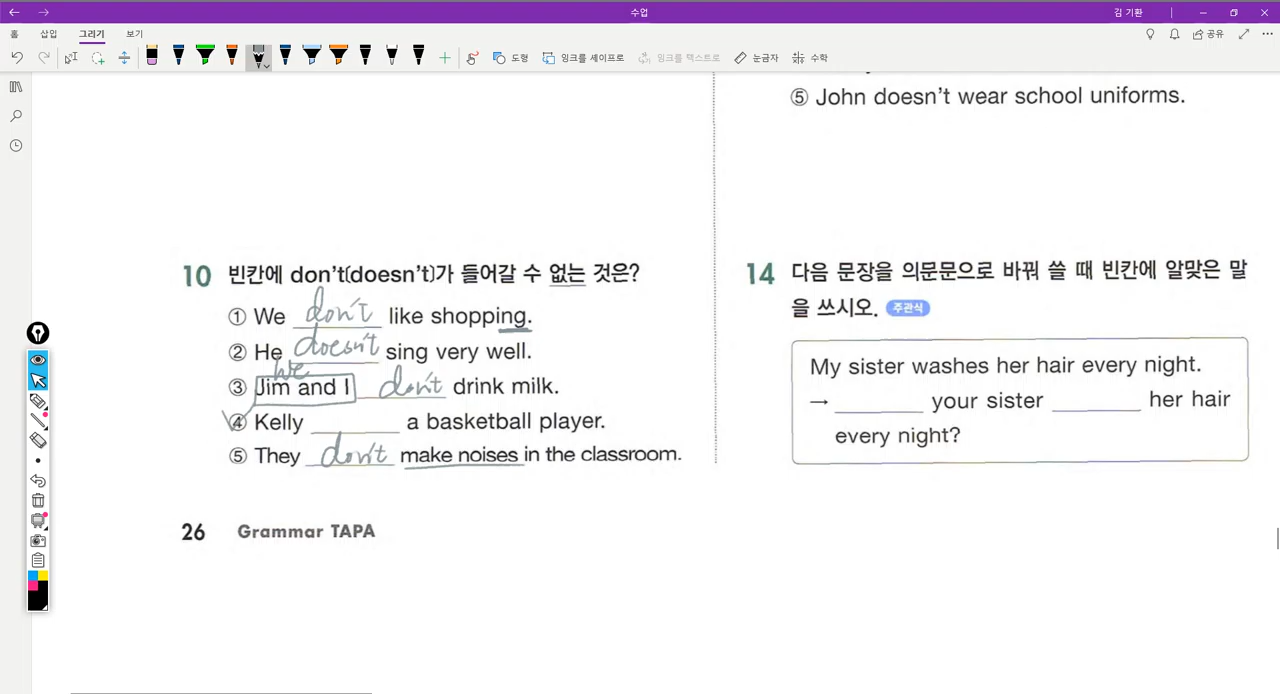 수업
김 기환
홈 삽입 그리기 보기
공유
도형 잉크를 셰이프로 잉크를 텍스트로 눈금자 수학
⑤ John doesn't wear school uniforms.
10 빈칸에 don't(doesn't)가 들어갈 수 없는 것은?
① We don't like shopping.
② He doesn't sing very well.
we
③ Jim and I don't drink milk.
④ Kelly ________ a basketball player.
⑤ They don't make noises in the classroom.
26 Grammar TAPA
14 다음 문장을 의문문으로 바꿔 쓸 때 빈칸에 알맞은 말
을 쓰시오. 주관식
My sister washes her hair every night.
→ ________ your sister ________ her hair
every night?